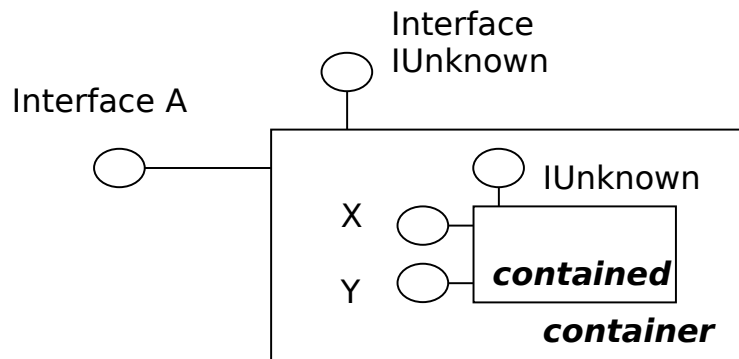 Interface
IUnknown
Interface A
IUnknown
X
Y
contained
container